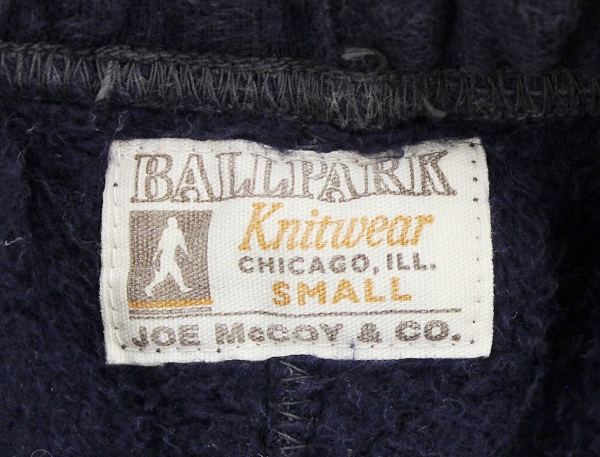 BALLPARK
Knitwear
CHICAGO, ILL.
SMALL
JOE McCOY & CO.